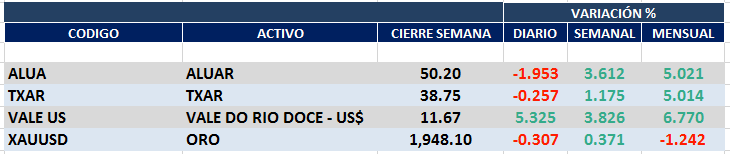 VARIACIÓN %
CODIGO ACTIVO CIERRE SEMANA DIARIO SEMANAL MENSUAL
ALUA ALUAR 50.20 -1.953 3.612 5.021
TXAR TXAR 38.75 -0.257 1.175 5.014
VALE US VALE DO RIO DOCE - US$ 11.67 5.325 3.826 6.770
XAUUSD ORO 1,948.10 -0.307 0.371 -1.242